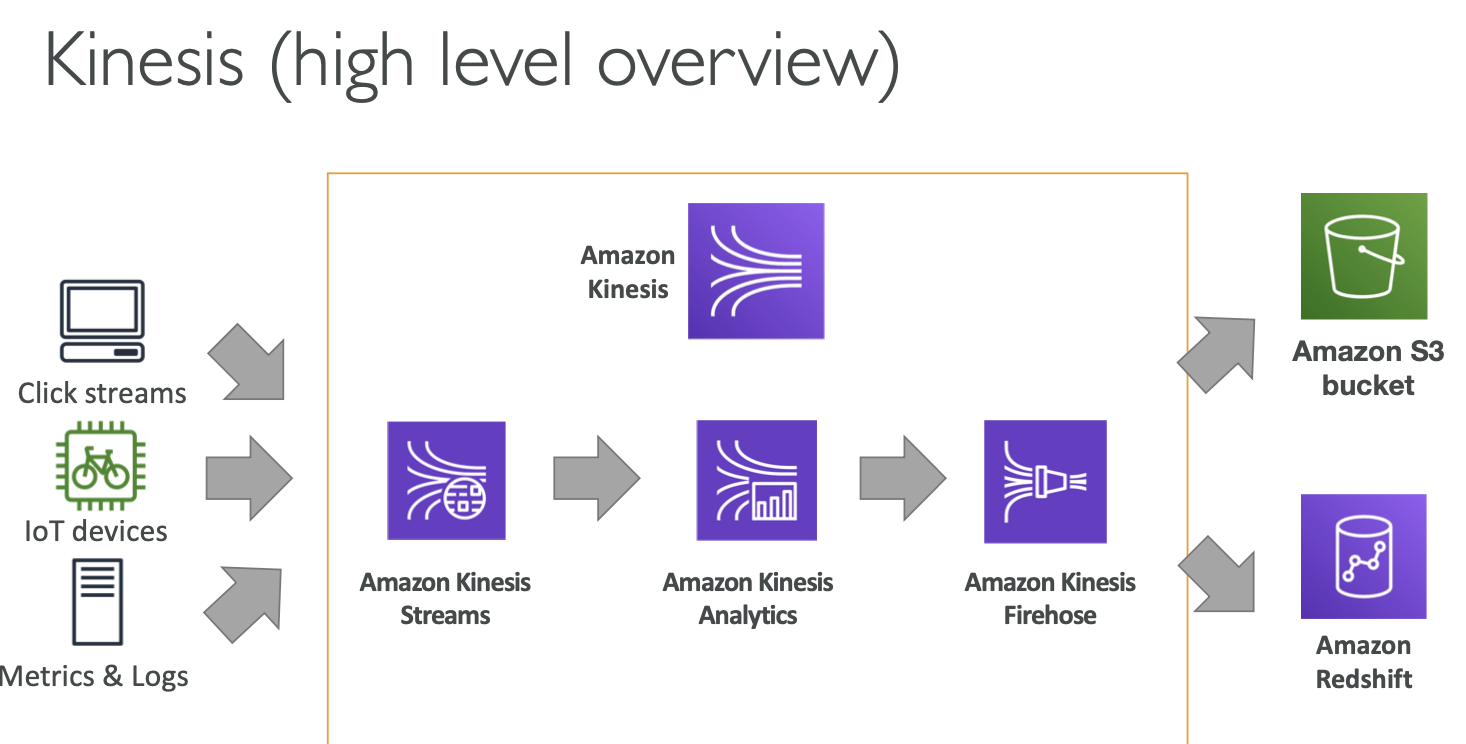 Kinesis (high level overview)
Amazon
Kinesis
Click streams
IoT devices
Metrics & Logs
Amazon Kinesis
Streams
Amazon Kinesis
Analytics
Amazon Kinesis
Firehose
Amazon S3
bucket
Amazon
Redshift